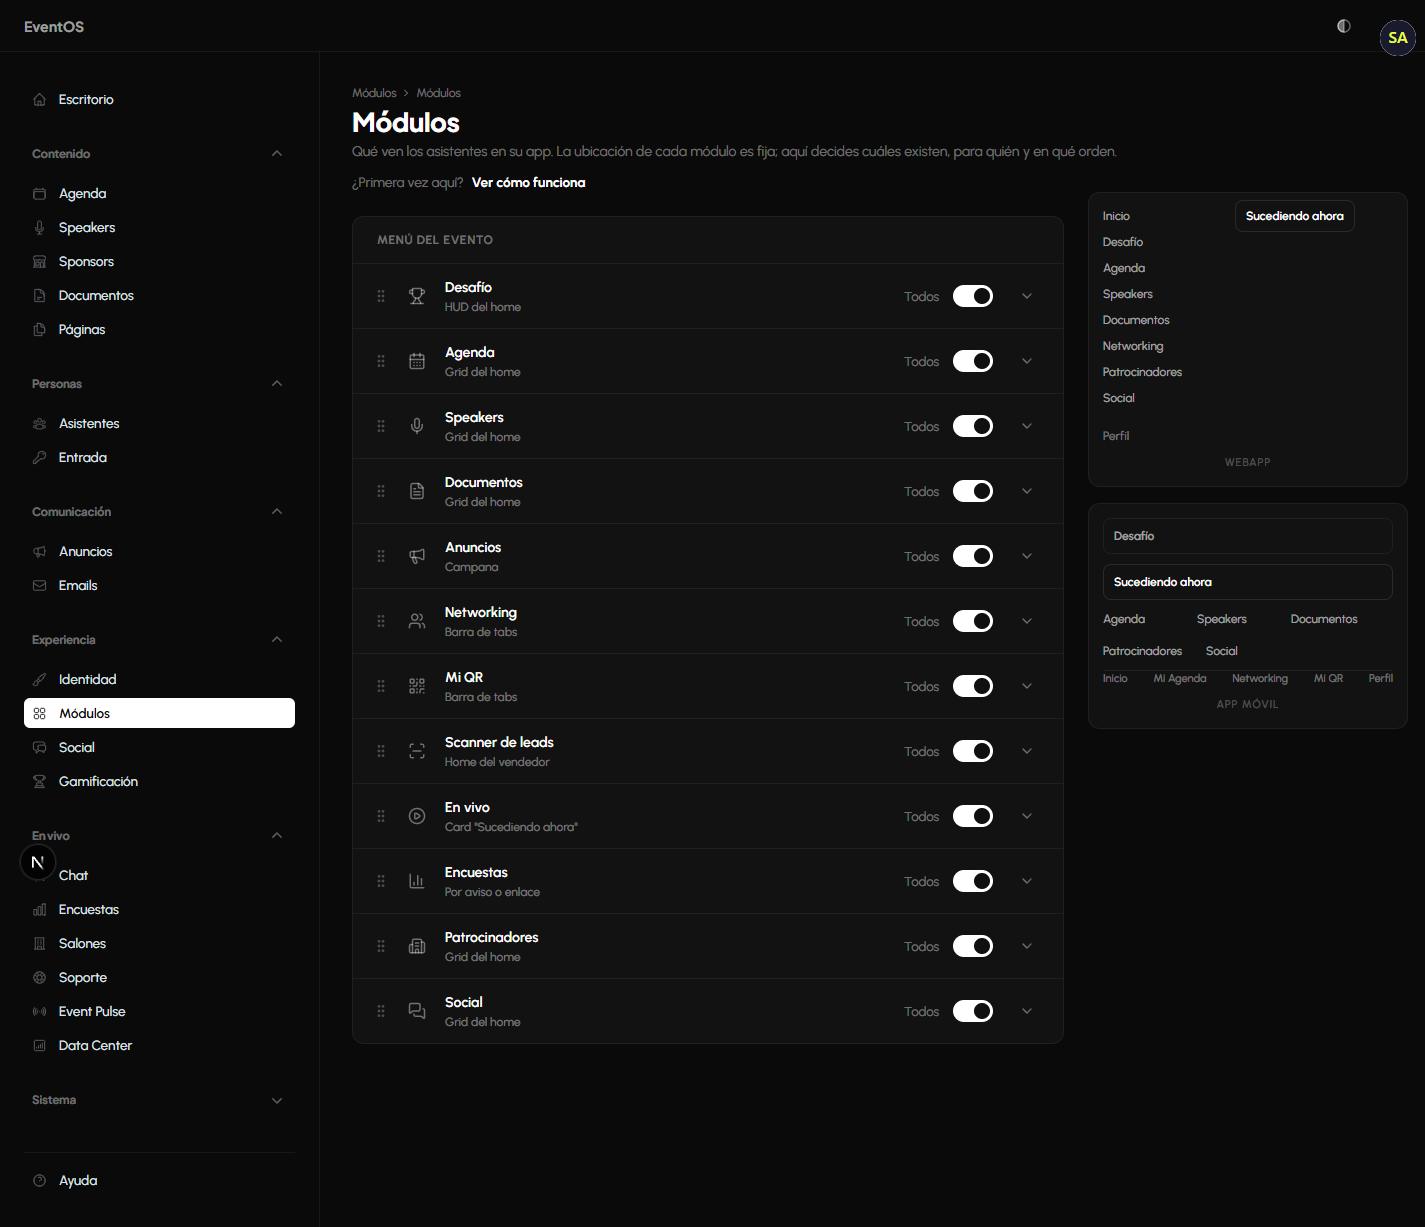 EventOS
SA
Escritorio
Contenido
Agenda
Speakers
Sponsors
Documentos
Páginas
Personas
Asistentes
Entrada
Comunicación
Anuncios
Emails
Experiencia
Identidad
Módulos
Social
Gamificación
En vivo
N
Chat
Encuestas
Salones
Soporte
Event Pulse
Data Center
Sistema
Ayuda
Módulos > Módulos
Módulos
Qué ven los asistentes en su app. La ubicación de cada módulo es fija; aquí decides cuáles existen, para quién y en qué orden.
¿Primera vez aquí? Ver cómo funciona
MENÚ DEL EVENTO
Desafío
HUD del home
Todos
Agenda
Grid del home
Todos
Speakers
Grid del home
Todos
Documentos
Grid del home
Todos
Anuncios
Campana
Todos
Networking
Barra de tabs
Todos
Mi QR
Barra de tabs
Todos
Scanner de leads
Home del vendedor
Todos
En vivo
Card "Sucediendo ahora"
Todos
Encuestas
Por aviso o enlace
Todos
Patrocinadores
Grid del home
Todos
Social
Grid del home
Todos
Inicio
Sucediendo ahora
Desafío
Agenda
Speakers
Documentos
Networking
Patrocinadores
Social
Perfil
WEBAPP
Desafío
Sucediendo ahora
Agenda Speakers Documentos
Patrocinadores Social
Inicio Mi Agenda Networking Mi QR Perfil
APP MÓVIL